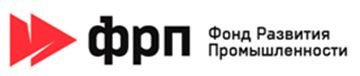 фрп
Фонд Развития
Промышленности